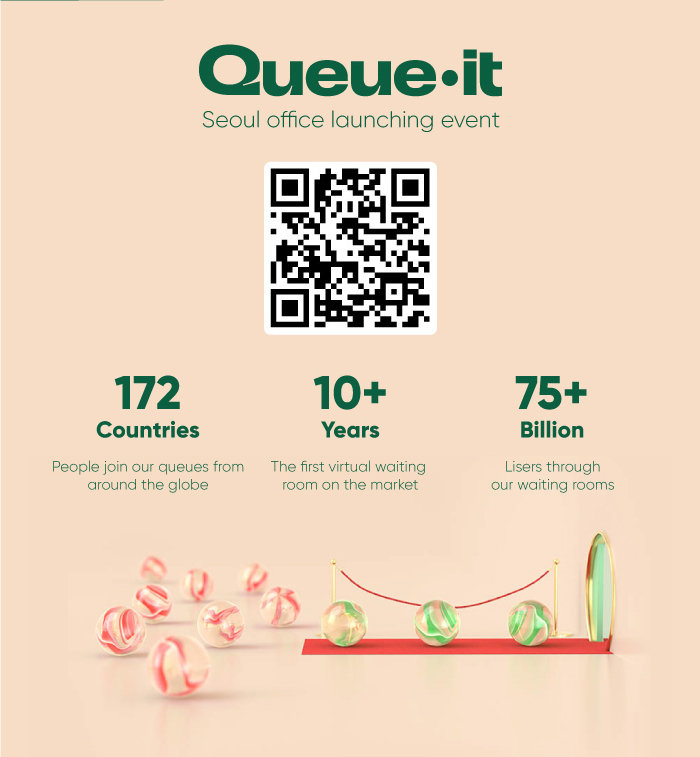 Queue•it
Seoul office launching event
172
Countries
People join our queues from
around the globe
10+
Years
The first virtual waiting
room on the market
75+
Billion
Lisers through
our waiting rooms